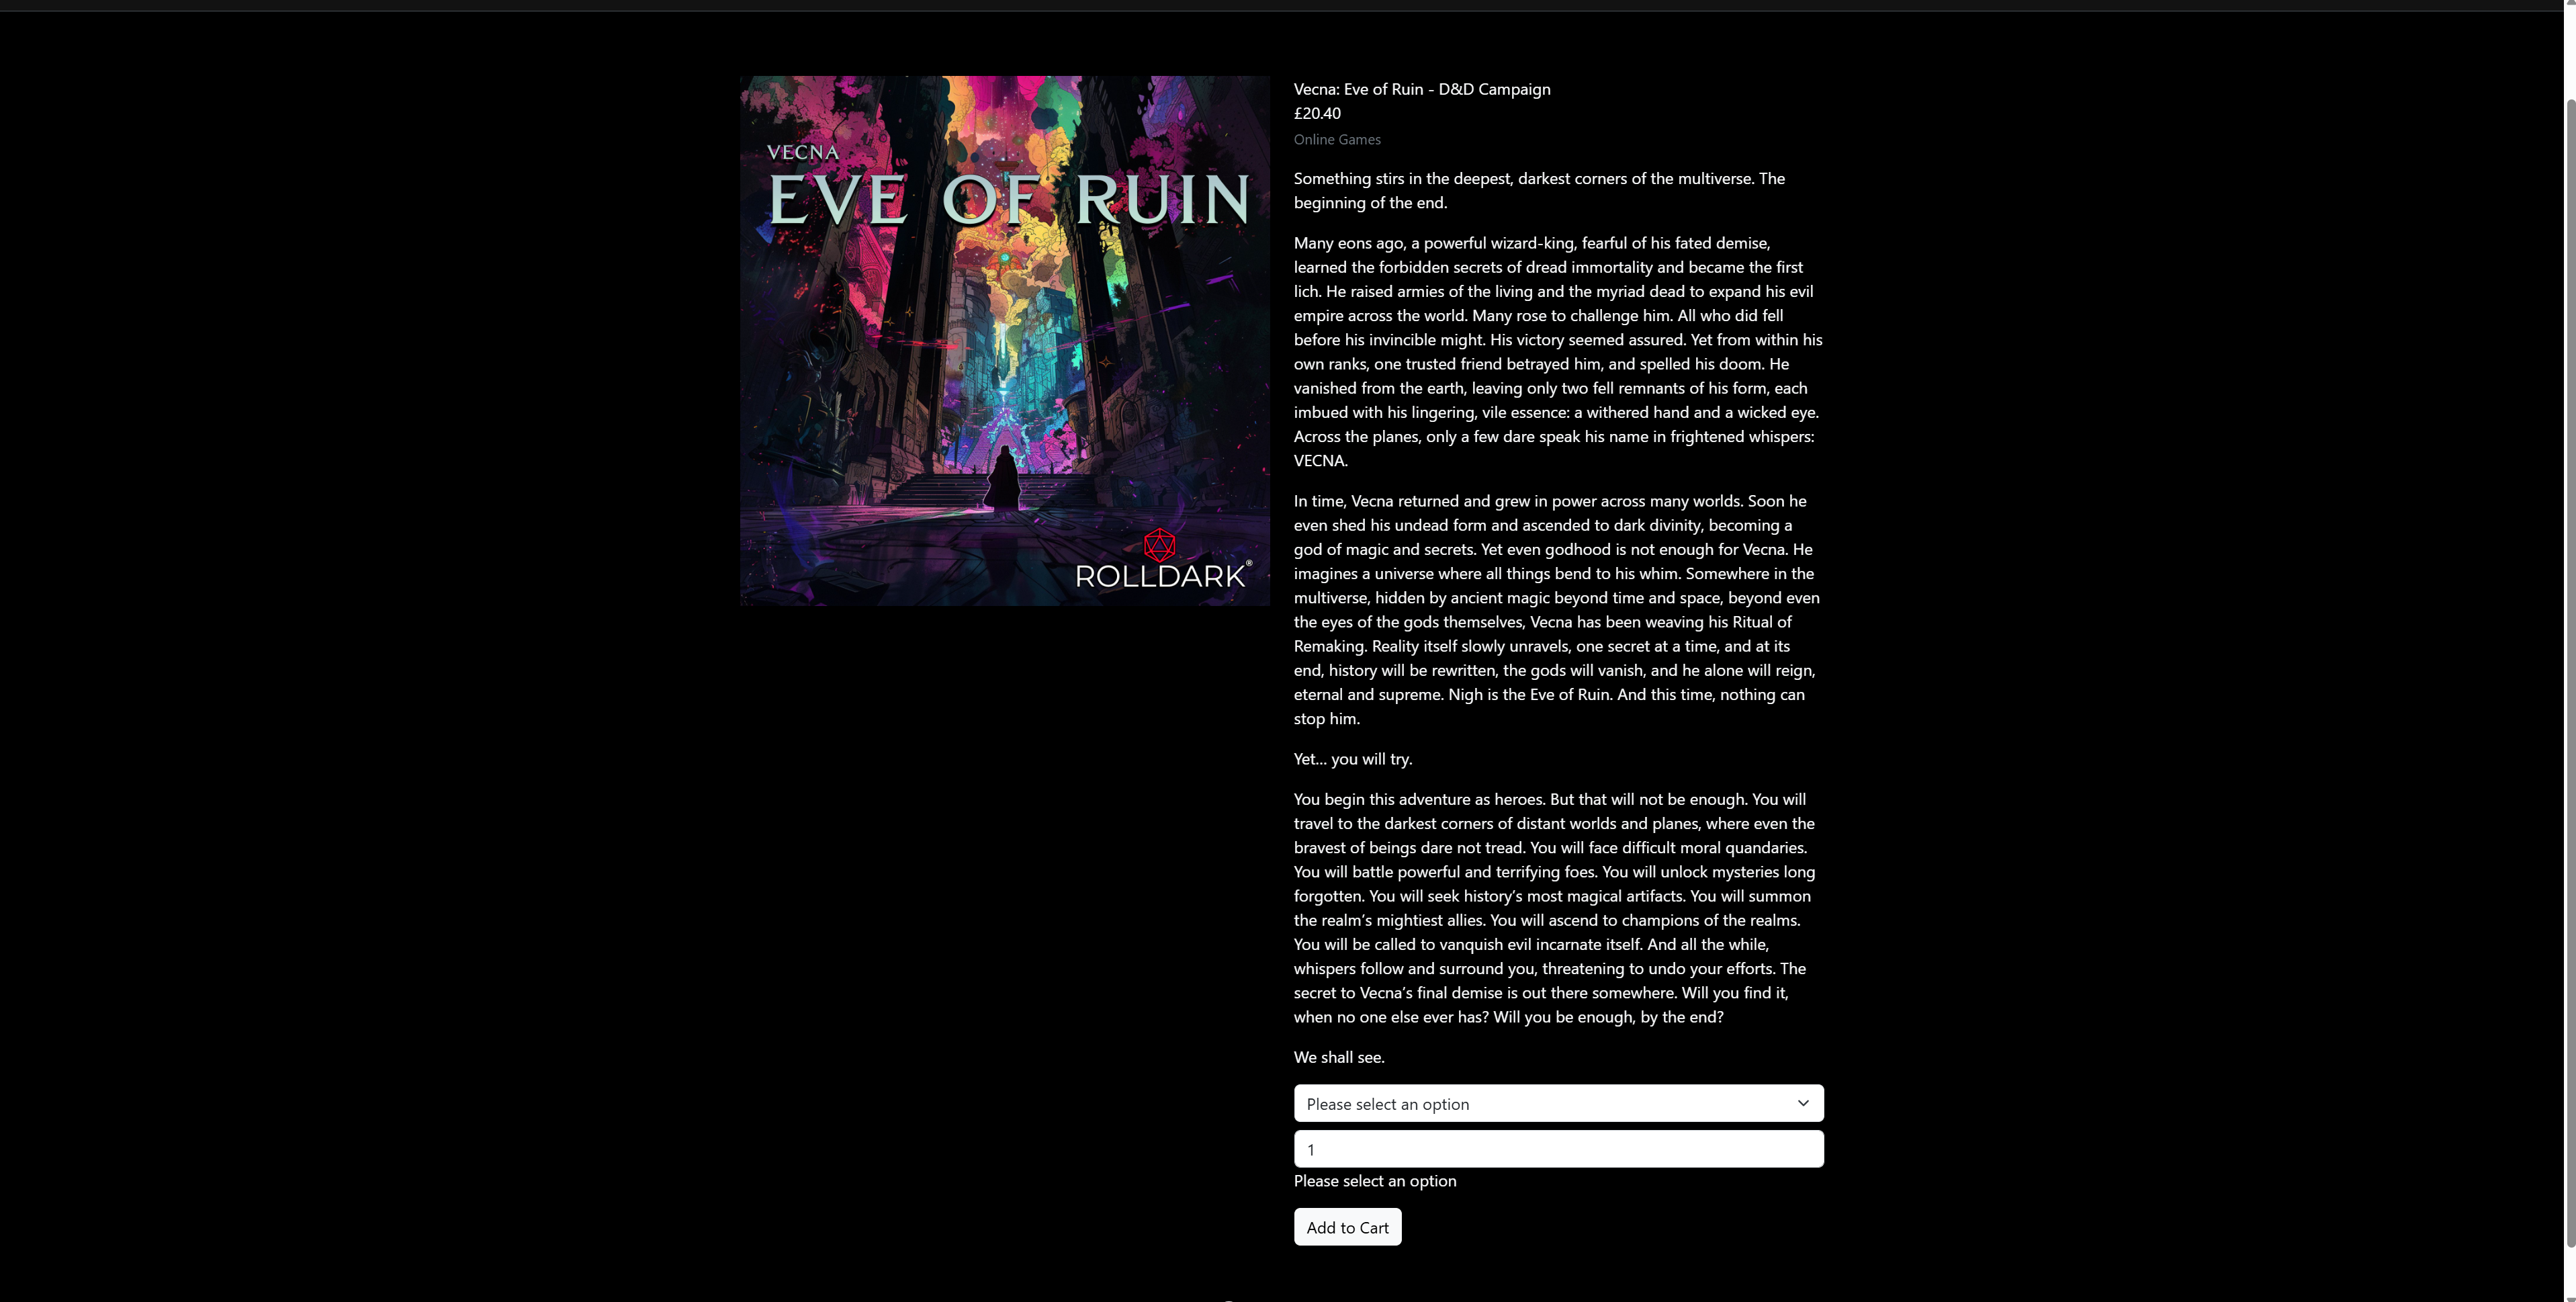 VECNA
EVE OF RUIN
ROLLDARK®
Vecna: Eve of Ruin - D&D Campaign
£20.40
Online Games
Something stirs in the deepest, darkest corners of the multiverse. The
beginning of the end.
Many eons ago, a powerful wizard-king, fearful of his fated demise,
learned the forbidden secrets of dread immortality and became the first
lich. He raised armies of the living and the myriad dead to expand his evil
empire across the world. Many rose to challenge him. All who did fell
before his invincible might. His victory seemed assured. Yet from within his
own ranks, one trusted friend betrayed him, and spelled his doom. He
vanished from the earth, leaving only two fell remnants of his form, each
imbued with his lingering, vile essence: a withered hand and a wicked eye.
Across the planes, only a few dare speak his name in frightened whispers:
VECNA.
In time, Vecna returned and grew in power across many worlds. Soon he
even shed his undead form and ascended to dark divinity, becoming a
god of magic and secrets. Yet even godhood is not enough for Vecna. He
imagines a universe where all things bend to his whim. Somewhere in the
multiverse, hidden by ancient magic beyond time and space, beyond even
the eyes of the gods themselves, Vecna has been weaving his Ritual of
Remaking. Reality itself slowly unravels, one secret at a time, and at its
end, history will be rewritten, the gods will vanish, and he alone will reign,
eternal and supreme. Nigh is the Eve of Ruin. And this time, nothing can
stop him.
Yet... you will try.
You begin this adventure as heroes. But that will not be enough. You will
travel to the darkest corners of distant worlds and planes, where even the
bravest of beings dare not tread. You will face difficult moral quandaries.
You will battle powerful and terrifying foes. You will unlock mysteries long
forgotten. You will seek history's most magical artifacts. You will summon
the realm's mightiest allies. You will ascend to champions of the realms.
You will be called to vanquish evil incarnate itself. And all the while,
whispers follow and surround you, threatening to undo your efforts. The
secret to Vecna's final demise is out there somewhere. Will you find it,
when no one else ever has? Will you be enough, by the end?
We shall see.
Please select an option
1
Please select an option
Add to Cart